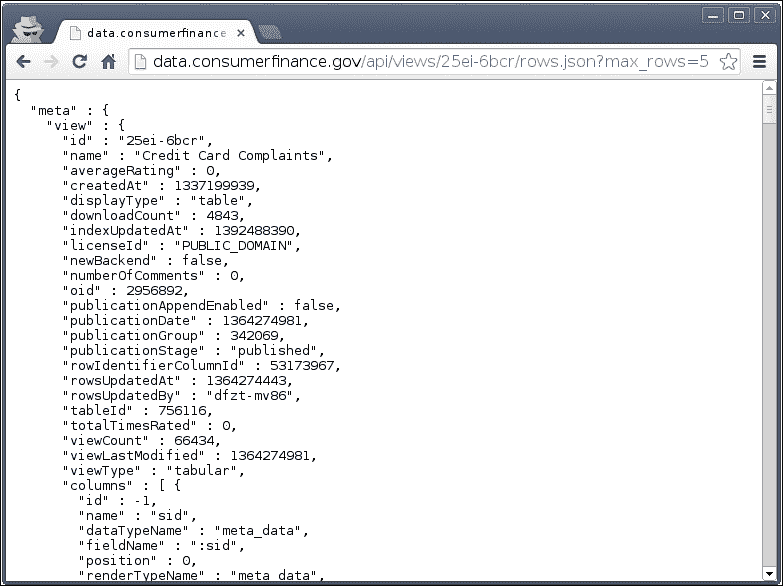 data.consumerfinance
data.consumerfinance.gov/api/views/25ei-6bcr/rows.json?max_rows=5
{
"meta" : {
"view" : {
"id" : "25ei-6bcr",
"name" : "Credit Card Complaints",
"averageRating" : 0,
"createdAt" : 1337199939,
"displayType" : "table",
"downloadCount" : 4843,
"indexUpdatedAt" : 1392488390,
"licenseId" : "PUBLIC_DOMAIN",
"newBackend" : false,
"numberOfComments" : 0,
"oid" : 2956892,
"publicationAppendEnabled" : false,
"publicationDate" : 1364274981,
"publicationGroup" : 342069,
"publicationStage" : "published",
"rowIdentifierColumnId" : 53173967,
"rowsUpdatedAt" : 1364274443,
"rowsUpdatedBy" : "dfzt-mv86",
"tableId" : 756116,
"totalTimesRated" : 0,
"viewCount" : 66434,
"viewLastModified" : 1364274981,
"viewType" : "tabular",
"columns" : [ {
"id" : -1,
"name" : "sid",
"dataTypeName" : "meta_data",
"fieldName" : ":sid",
"position" : 0,
"renderTypeName" : "meta_data",